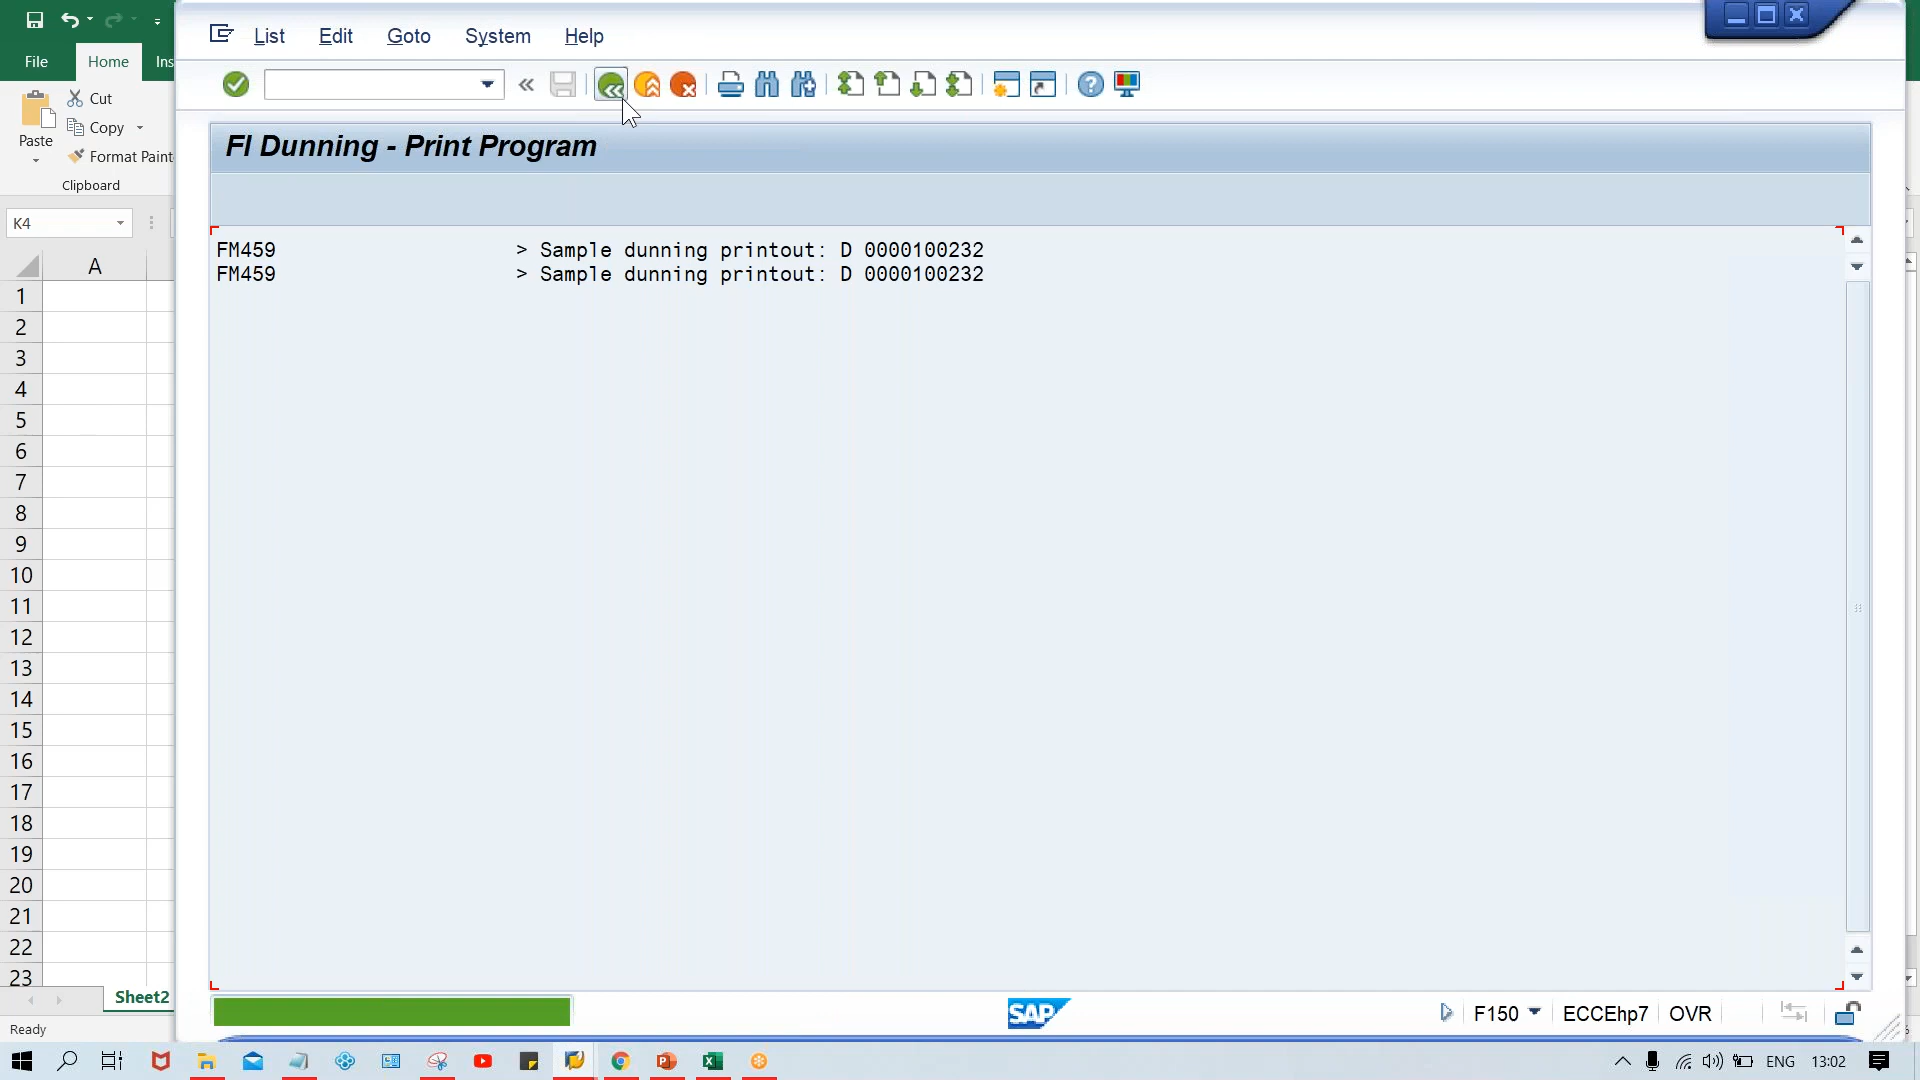 List Edit Goto System Help
File Home Ins
Cut
Copy
Paste
Format Paint
Clipboard
FI Dunning - Print Program
K4
FM459 > Sample dunning printout: D 0000100232
FM459 > Sample dunning printout: D 0000100232
A
1
2
3
4
5
6
7
8
9
10
11
12
13
14
15
16
17
18
19
20
21
22
23
Sheet2
SAP
F150 ECCEhp7 OVR
Ready
ENG 13:02